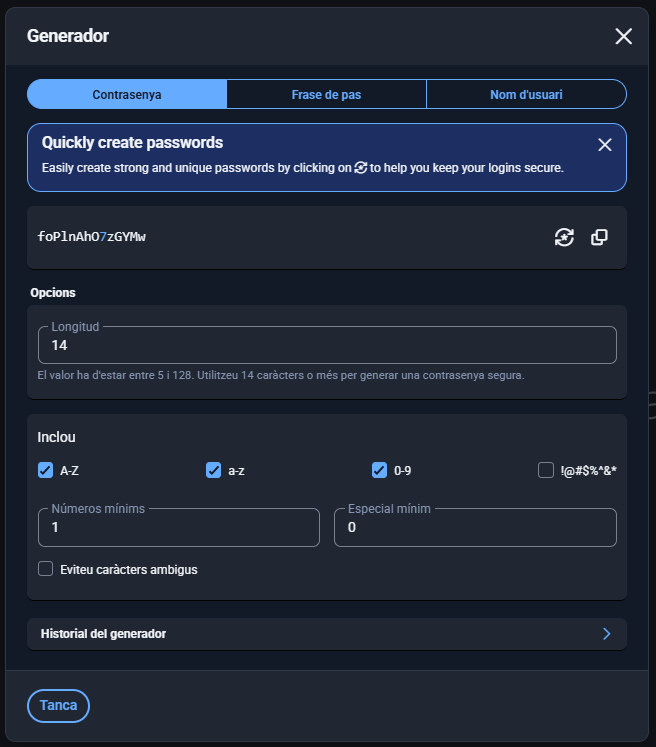 Generador
Contrasenya
Frase de pas
Nom d'usuari
Quickly create passwords
Easily create strong and unique passwords by clicking on to help you keep your logins secure.
foPlnAhO7zGYMw
Opcions
Longitud
14
El valor ha d'estar entre 5 i 128. Utilitzeu 14 caràcters o més per generar una contrasenya segura.
Inclou
A-Z
a-z
0-9
!@#$%^&*
Números mínims
1
Especial mínim
0
Eviteu caràcters ambigus
Historial del generador
Tanca